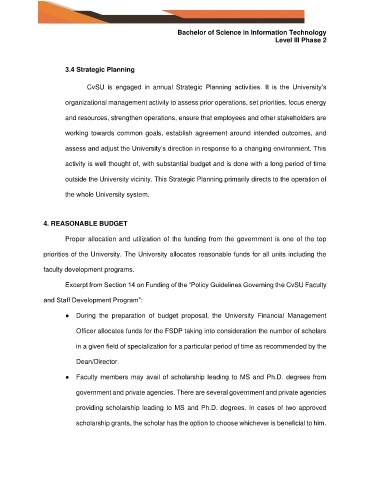 Bachelor of Science in Information Technology
Level III Phase 2
3.4 Strategic Planning
CvSU is engaged in annual Strategic Planning activities. It is the University's
organizational management activity to assess prior operations, set priorities, focus energy
and resources, strengthen operations, ensure that employees and other stakeholders are
working towards common goals, establish agreement around intended outcomes, and
assess and adjust the University's direction in response to a changing environment. This
activity is well thought of, with substantial budget and is done with a long period of time
outside the University vicinity. This Strategic Planning primarily directs to the operation of
the whole University system.
4. REASONABLE BUDGET
Proper allocation and utilization of the funding from the government is one of the top
priorities of the University. The University allocates reasonable funds for all units including the
faculty development programs.
Excerpt from Section 14 on Funding of the "Policy Guidelines Governing the CvSU Faculty
and Staff Development Program":
● During the preparation of budget proposal, the University Financial Management
Officer allocates funds for the FSDP taking into consideration the number of scholars
in a given field of specialization for a particular period of time as recommended by the
Dean/Director.
● Faculty members may avail of scholarship leading to MS and Ph.D. degrees from
government and private agencies. There are several government and private agencies
providing scholarship leading to MS and Ph.D. degrees. In cases of two approved
scholarship grants, the scholar has the option to choose whichever is beneficial to him.